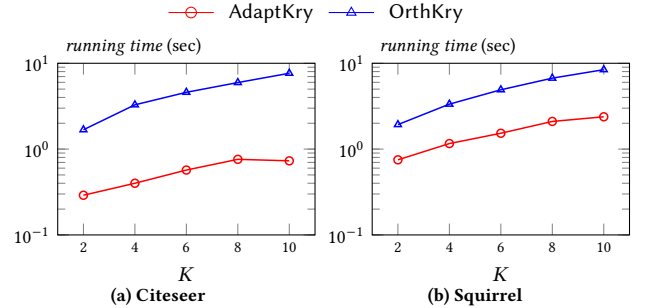 AdaptKry OrthKry
running time (sec) running time (sec)
10^1 10^1
10^0 10^0
10^−1 10^−1
2 4 6 8 10 2 4 6 8 10
K K
(a) Citeseer (b) Squirrel